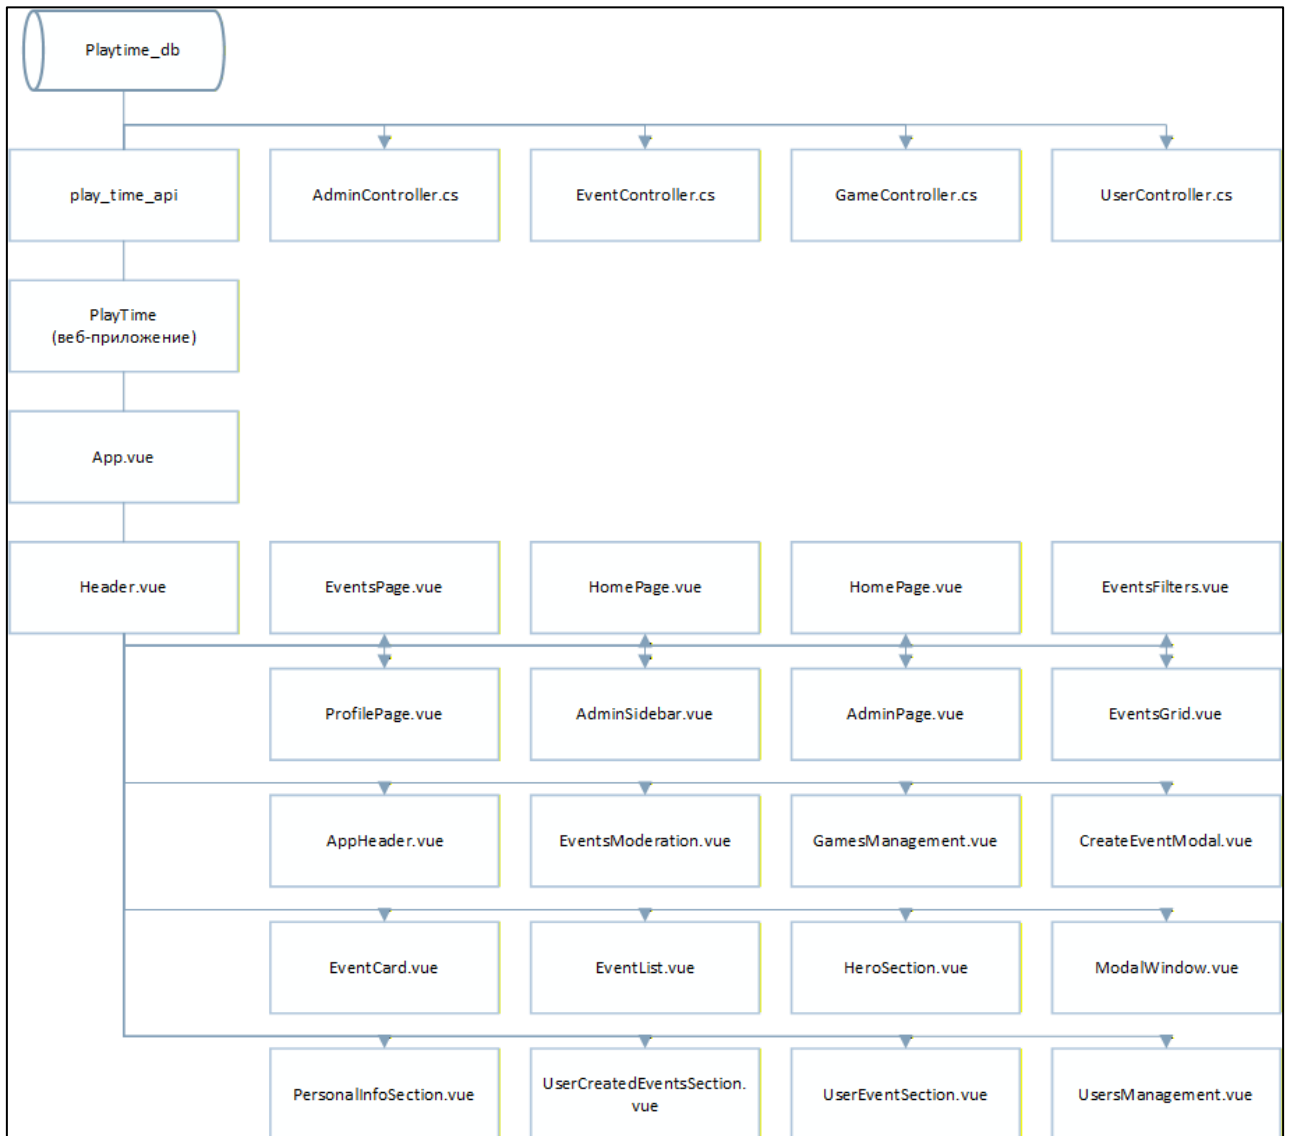 Playtime_db
play_time_api
AdminController.cs
EventController.cs
GameController.cs
UserController.cs
PlayTime
(веб-приложение)
App.vue
Header.vue
EventsPage.vue
HomePage.vue
HomePage.vue
EventsFilters.vue
ProfilePage.vue
AdminSidebar.vue
AdminPage.vue
EventsGrid.vue
AppHeader.vue
EventsModeration.vue
GamesManagement.vue
CreateEventModal.vue
EventCard.vue
EventList.vue
HeroSection.vue
ModalWindow.vue
PersonalInfoSection.vue
UserCreatedEventsSection.
vue
UserEventSection.vue
UsersManagement.vue